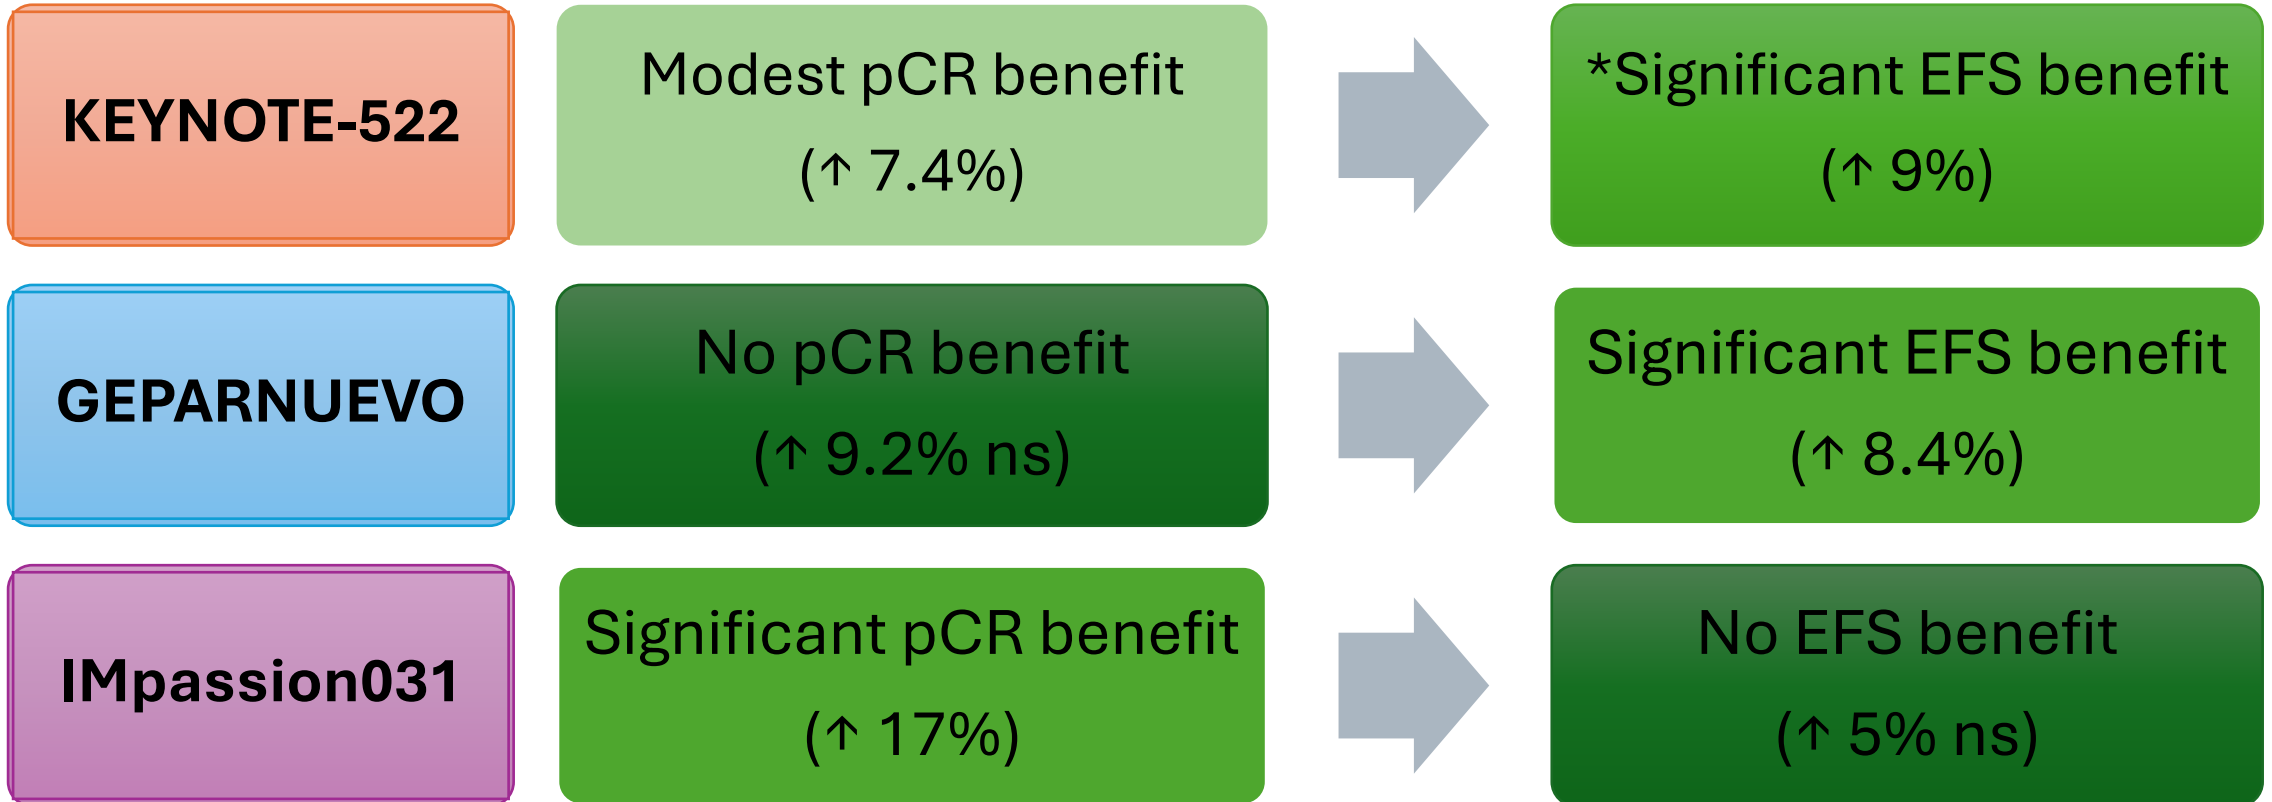 KEYNOTE-522
Modest pCR benefit
(↑ 7.4%)
*Significant EFS benefit
(↑ 9%)
GEPARNUEVO
No pCR benefit
(↑ 9.2% ns)
Significant EFS benefit
(↑ 8.4%)
IMpassion031
Significant pCR benefit
(↑ 17%)
No EFS benefit
(↑ 5% ns)